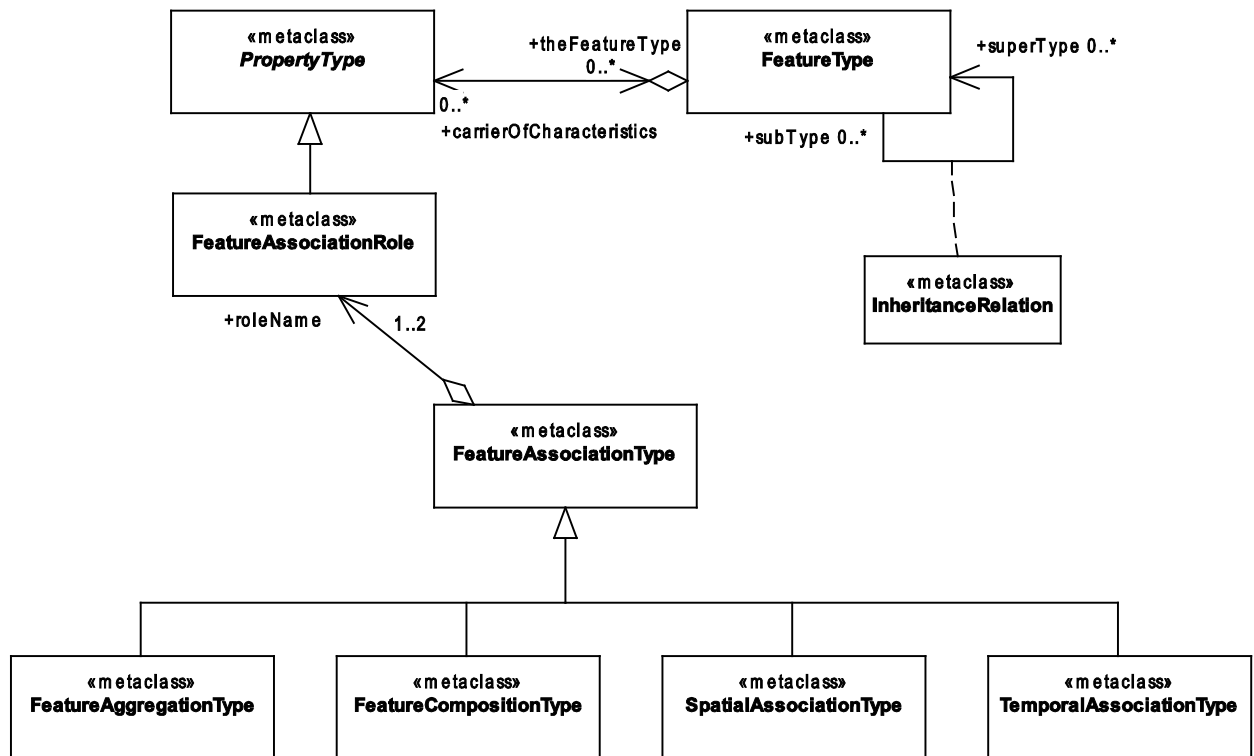 «metaclass»
PropertyType
+theFeatureType
0..*
«metaclass»
FeatureType
+superType 0..*
0..*
+carrierOfCharacteristics
+subType 0..*
«metaclass»
FeatureAssociationRole
«metaclass»
InheritanceRelation
+roleName
1..2
«metaclass»
FeatureAssociationType
«metaclass»
FeatureAggregationType
«metaclass»
FeatureCompositionType
«metaclass»
SpatialAssociationType
«metaclass»
TemporalAssociationType